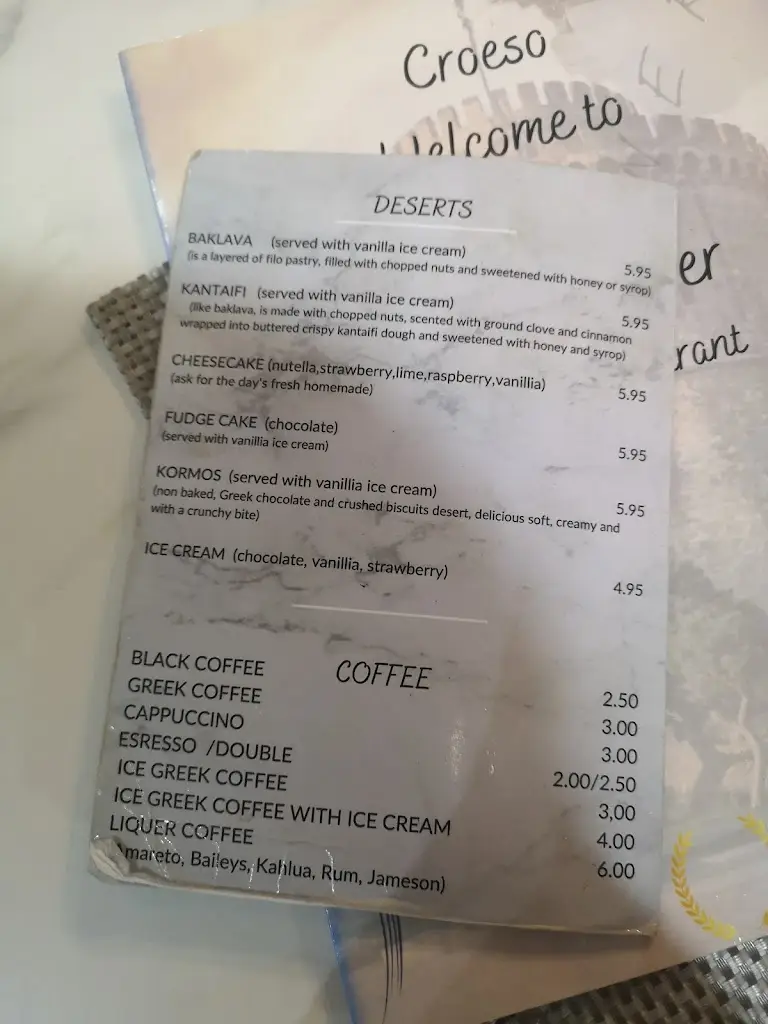 Croeso
Welcome to
er
rant
DESERTS
BAKLAVA (served with vanilla ice cream) 5.95
(is a layered of filo pastry, filled with chopped nuts and sweetened with honey or syrop)
KANTAIFI (served with vanilla ice cream) 5.95
(like baklava, is made with chopped nuts, scented with ground clove and cinnamon
wrapped into buttered crispy kantaifi dough and sweetened with honey and syrop)
CHEESECAKE (nutella,strawberry,lime,raspberry,vanillia) 5.95
(ask for the day's fresh homemade)
FUDGE CAKE (chocolate) 5.95
(served with vanillia ice cream)
KORMOS (served with vanillia ice cream) 5.95
(non baked, Greek chocolate and crushed biscuits desert, delicious soft, creamy and
with a crunchy bite)
ICE CREAM (chocolate, vanillia, strawberry) 4.95
COFFEE
BLACK COFFEE 2.50
GREEK COFFEE 3.00
CAPPUCCINO 3.00
ESRESSO /DOUBLE 2.00/2.50
ICE GREEK COFFEE 3,00
ICE GREEK COFFEE WITH ICE CREAM 4.00
LIQUER COFFEE 6.00
Amareto, Baileys, Kahlua, Rum, Jameson)